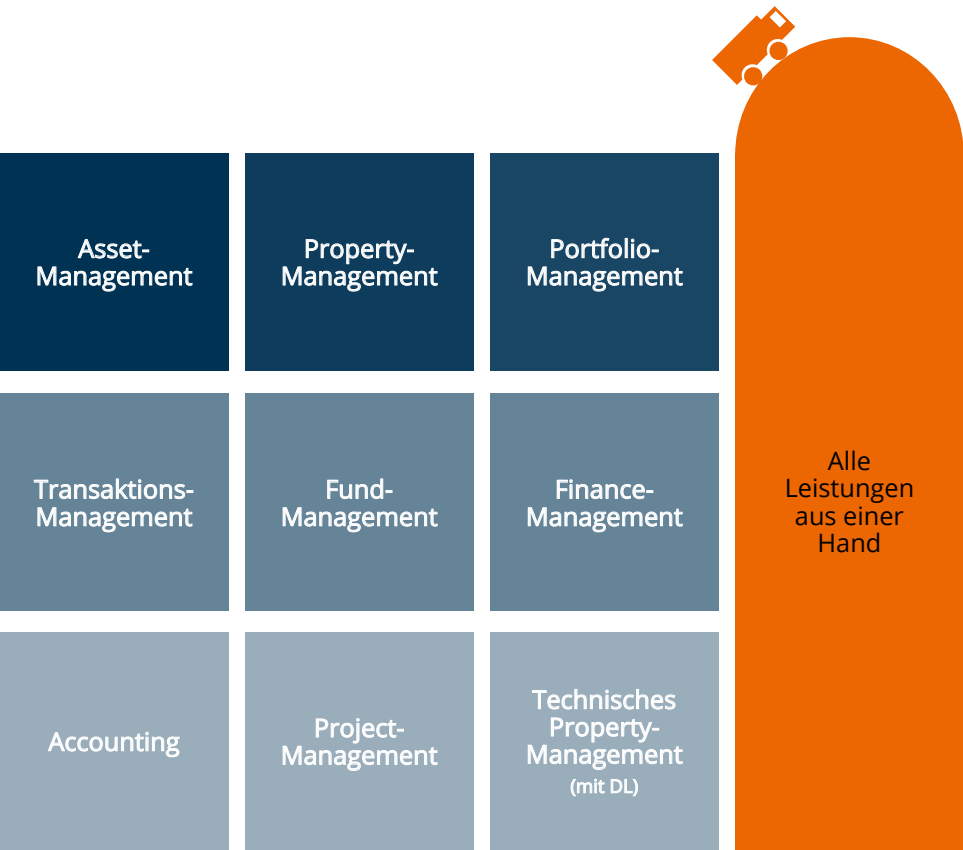 Asset-
Management
Property-
Management
Portfolio-
Management
Transaktions-
Management
Fund-
Management
Finance-
Management
Alle
Leistungen
aus einer
Hand
Accounting
Project-
Management
Technisches
Property-
Management
(mit DL)